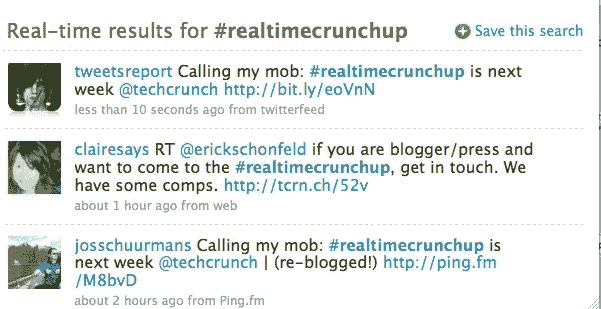 Real-time results for #realtimecrunchup
Save this search
tweetsreport Calling my mob: #realtimecrunchup is next
week @techcrunch http://bit.ly/eoVnN
less than 10 seconds ago from twitterfeed
clairesays RT @erickschonfeld if you are blogger/press and
want to come to the #realtimecrunchup, get in touch. We
have some comps. http://tcrn.ch/52v
about 1 hour ago from web
josschuurmans Calling my mob: #realtimecrunchup is
next week @techcrunch | (re-blogged!) http://ping.fm
/M8bvD
about 2 hours ago from Ping.fm